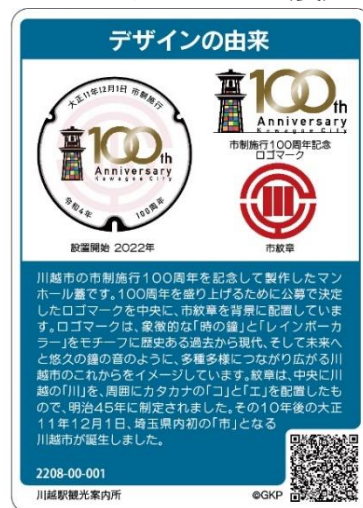 デザインの由来
大正11年12月1日 市制施行
100th
Anniversary
Kawagoe City
令和4年 100周年
設置開始 2022年
100th
Anniversary
Kawagoe City
市制施行100周年記念
ロゴマーク
市紋章
川越市の市制施行100周年を記念して製作したマン
ホール蓋です。100周年を盛り上げるために公募で決定
したロゴマークを中央に、市紋章を背景に配置していま
す。ロゴマークは、象徴的な「時の鐘」と「レインボーカ
ラー」をモチーフに歴史ある過去から現代、そして未来へ
と悠久の鐘の音のように、多種多様につながり広がる川
越市のこれからをイメージしています。紋章は、中央に川
越の「川」を、周囲にカタカナの「コ」と「エ」を配置したも
ので、明治45年に制定されました。その10年後の大正
11年12月1日、埼玉県内初の「市」となる
川越市が誕生しました。
2208-00-001
川越駅観光案内所
©GKP